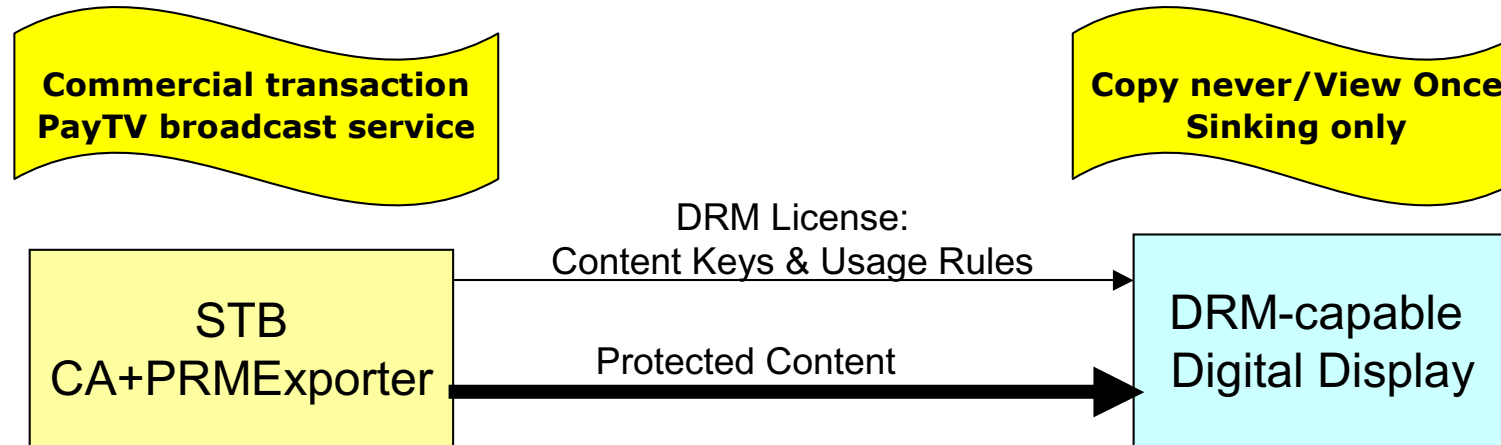 Commercial transaction
PayTV broadcast service
Copy never/View Once
Sinking only
DRM License:
Content Keys & Usage Rules
STB
CA+PRMExporter
Protected Content
DRM-capable
Digital Display